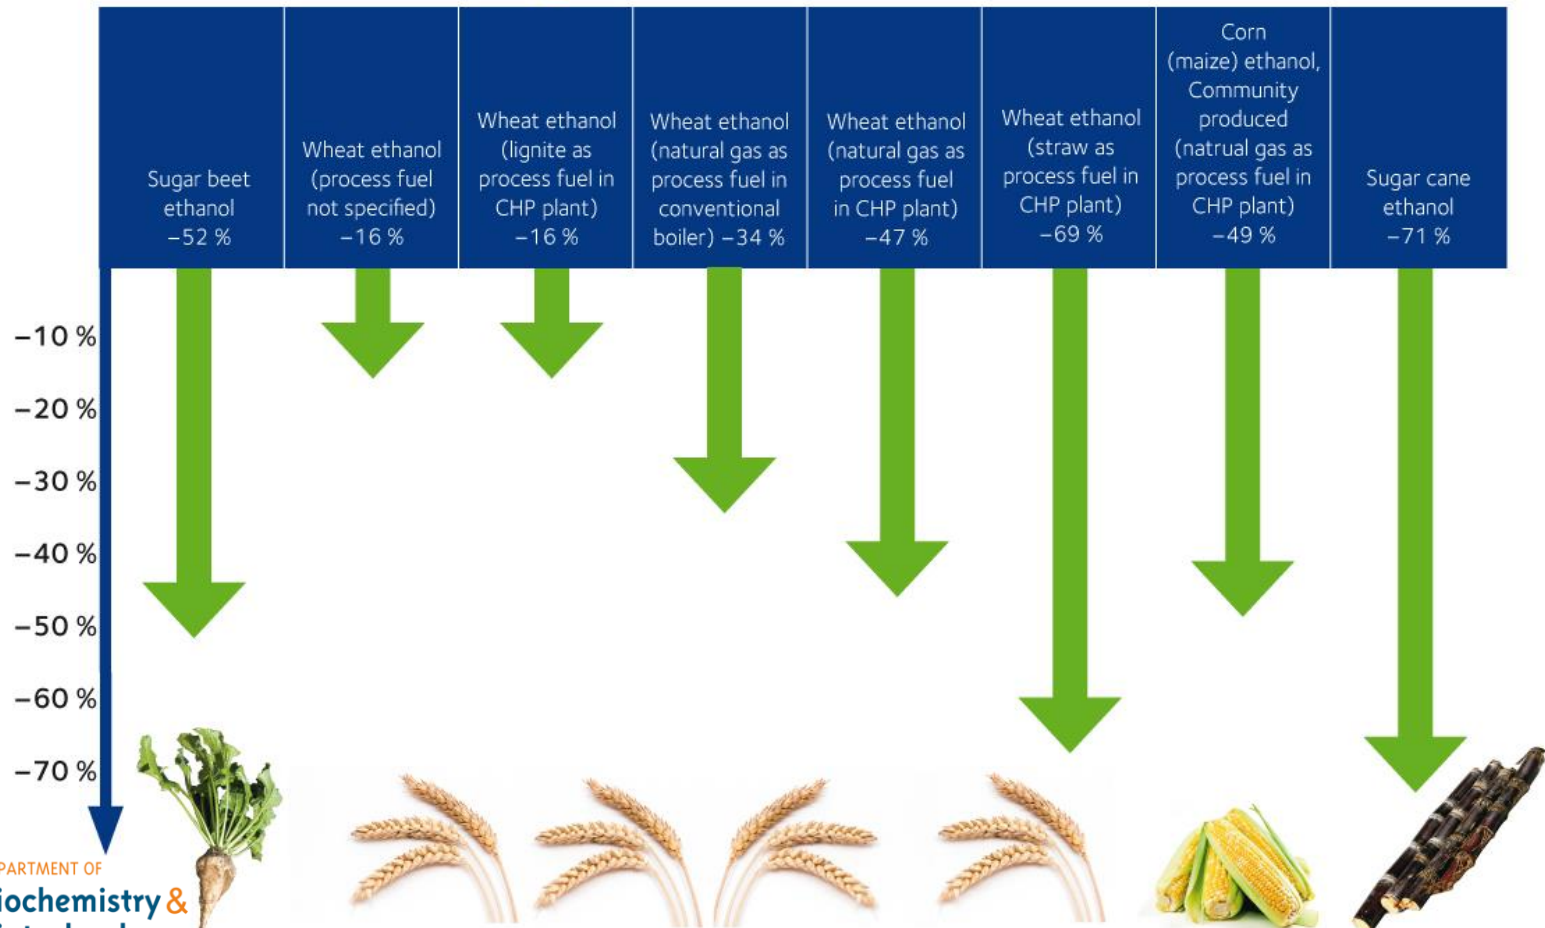 Sugar beet
ethanol
–52 %
Wheat ethanol
(process fuel
not specified)
–16 %
Wheat ethanol
(lignite as
process fuel in
CHP plant)
–16 %
Wheat ethanol
(natural gas as
process fuel in
conventional
boiler) –34 %
Wheat ethanol
(natural gas as
process fuel
in CHP plant)
–47 %
Wheat ethanol
(straw as
process fuel in
CHP plant)
–69 %
Corn
(maize) ethanol,
Community
produced
(natrual gas as
process fuel in
CHP plant)
–49 %
Sugar cane
ethanol
–71 %
–10 %
–20 %
–30 %
–40 %
–50 %
–60 %
–70 %
PARTMENT OF
iochemistry &